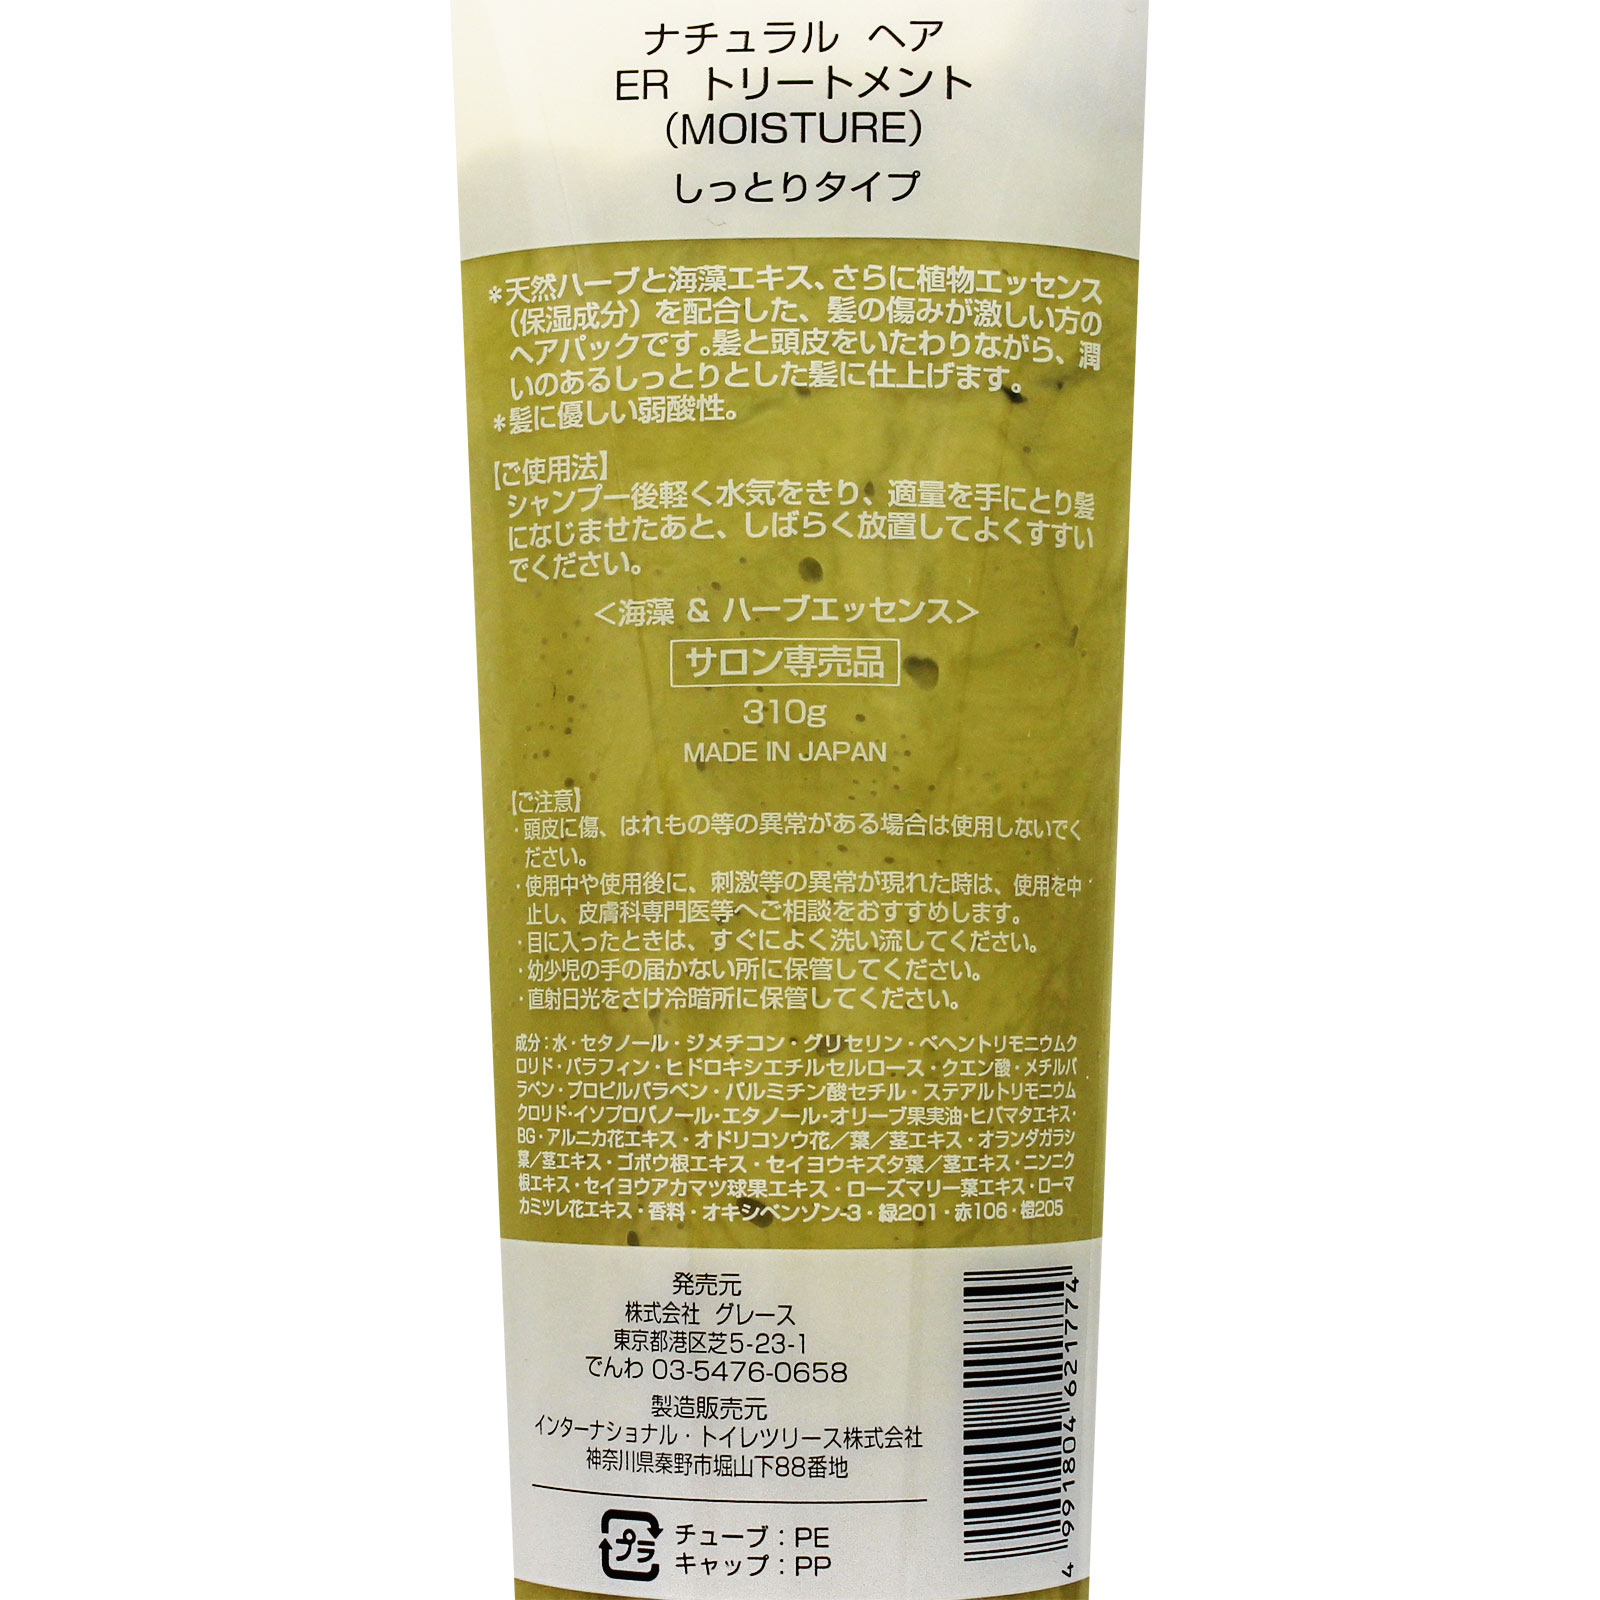 ナチュラル ヘア
ER トリートメント
(MOISTURE)
しっとりタイプ
*天然ハーブと海藻エキス、さらに植物エッセンス
(保湿成分)を配合した、髪の傷みが激しい方の
ヘアパックです。髪と頭皮をいたわりながら、潤
いのあるしっとりとした髪に仕上げます。
*髪に優しい弱酸性。
【ご使用法】
シャンプー後軽く水気をきり、適量を手にとり髪
になじませたあと、しばらく放置してよくすすい
でください。
<海藻 & ハーブエッセンス>
サロン専売品
310g
MADE IN JAPAN
【ご注意】
・頭皮に傷、はれもの等の異常がある場合は使用しないでく
ださい。
・使用中や使用後に、刺激等の異常が現れた時は、使用を中
止し、皮膚科専門医等へご相談をおすすめします。
・目に入ったときは、すぐによく洗い流してください。
・幼少児の手の届かない所に保管してください。
・直射日光をさけ冷暗所に保管してください。
成分:水・セタノール・ジメチコン・グリセリン・ベヘントリモニウムク
ロリド・パラフィン・ヒドロキシエチルセルロース・クエン酸・メチルパ
ラベン・プロピルパラベン・パルミチン酸セチル・ステアルトリモニウム
クロリド・イソプロパノール・エタノール・オリーブ果実油・ヒバマタエキス・
BG・アルニカ花エキス・オドリコソウ花/葉/茎エキス・オランダガラシ
葉/茎エキス・ゴボウ根エキス・セイヨウキズタ葉/茎エキス・ニンニク
根エキス・セイヨウアカマツ球果エキス・ローズマリー葉エキス・ローマ
カミツレ花エキス・香料・オキシベンゾン-3・緑201・赤106・橙205
発売元
株式会社 グレース
東京都港区芝5-23-1
でんわ 03-5476-0658
製造販売元
インターナショナル・トイレツリース株式会社
神奈川県秦野市堀山下88番地
プラ
チューブ:PE
キャップ:PP
4 991804 621774